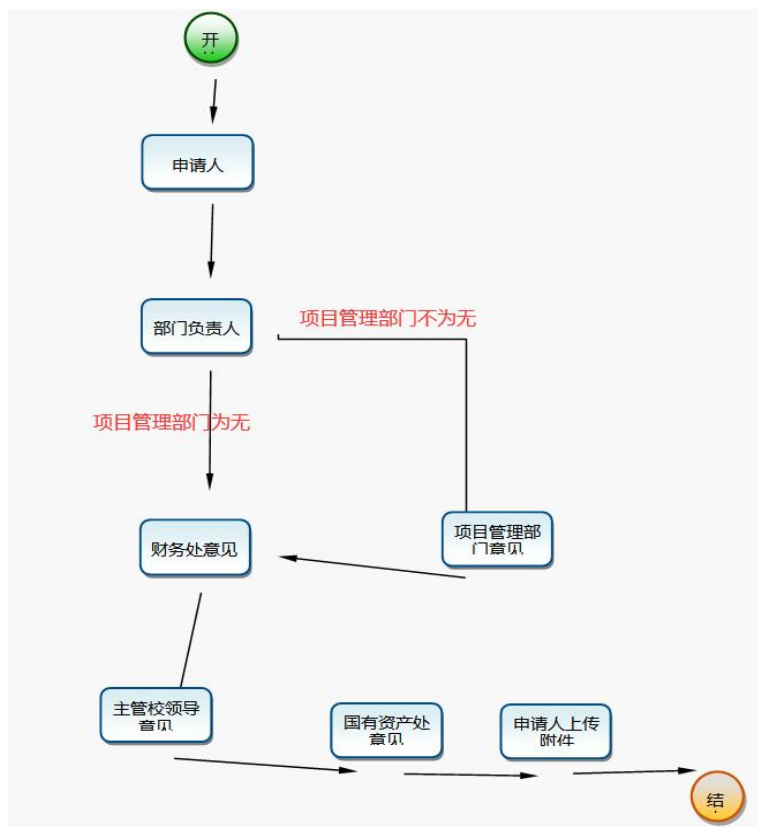 开
申请人
部门负责人
项目管理部门不为无
项目管理部门为无
财务处意见
项目管理部
门意见
主管校领导
意见
国有资产处
意见
申请人上传
附件
结